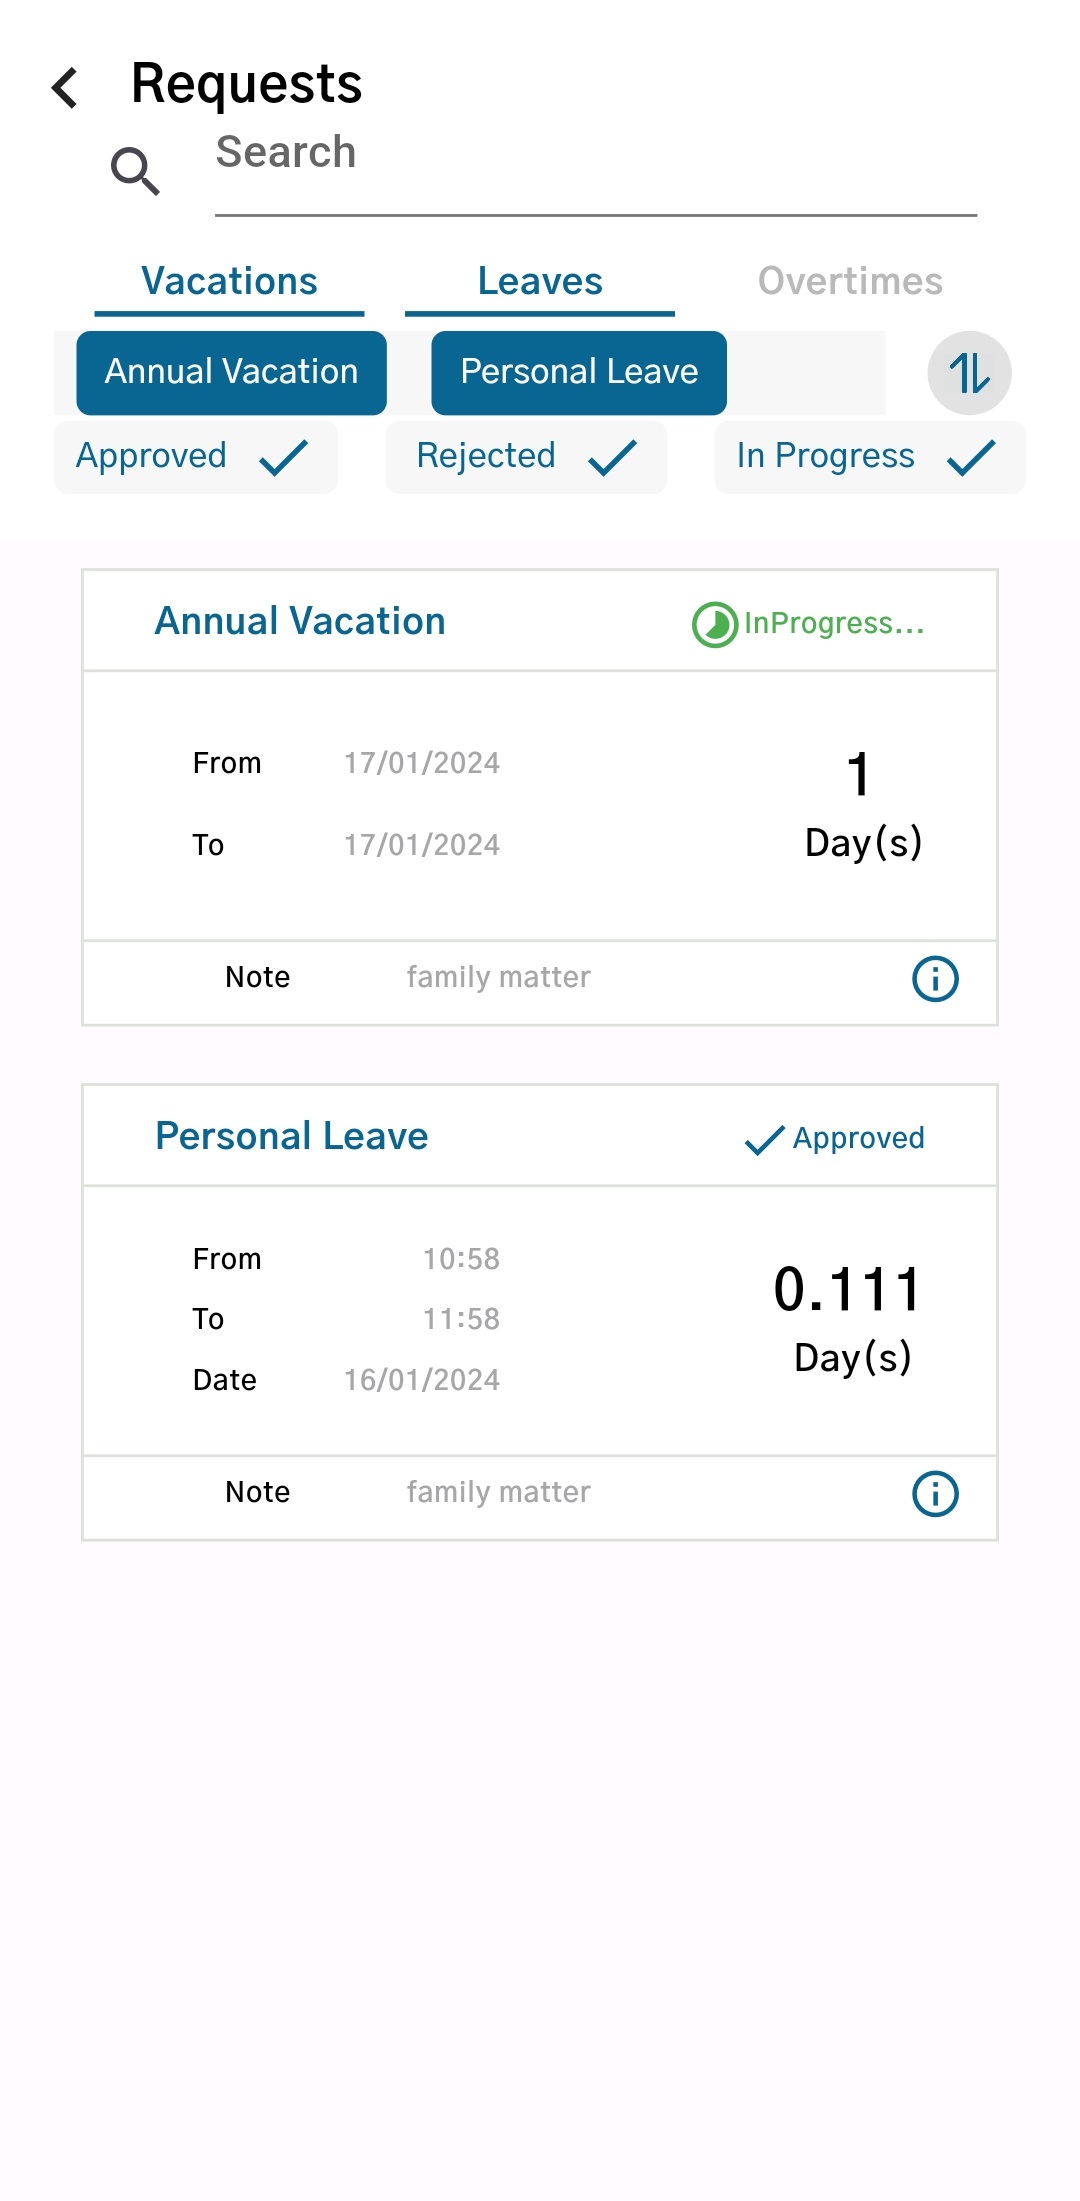 Requests
Search
Vacations Leaves Overtimes
Annual Vacation Personal Leave
Approved Rejected In Progress
Annual Vacation InProgress...
From 17/01/2024
1
To 17/01/2024
Day(s)
Note family matter
Personal Leave Approved
From 10:58
0.111
To 11:58
Day(s)
Date 16/01/2024
Note family matter